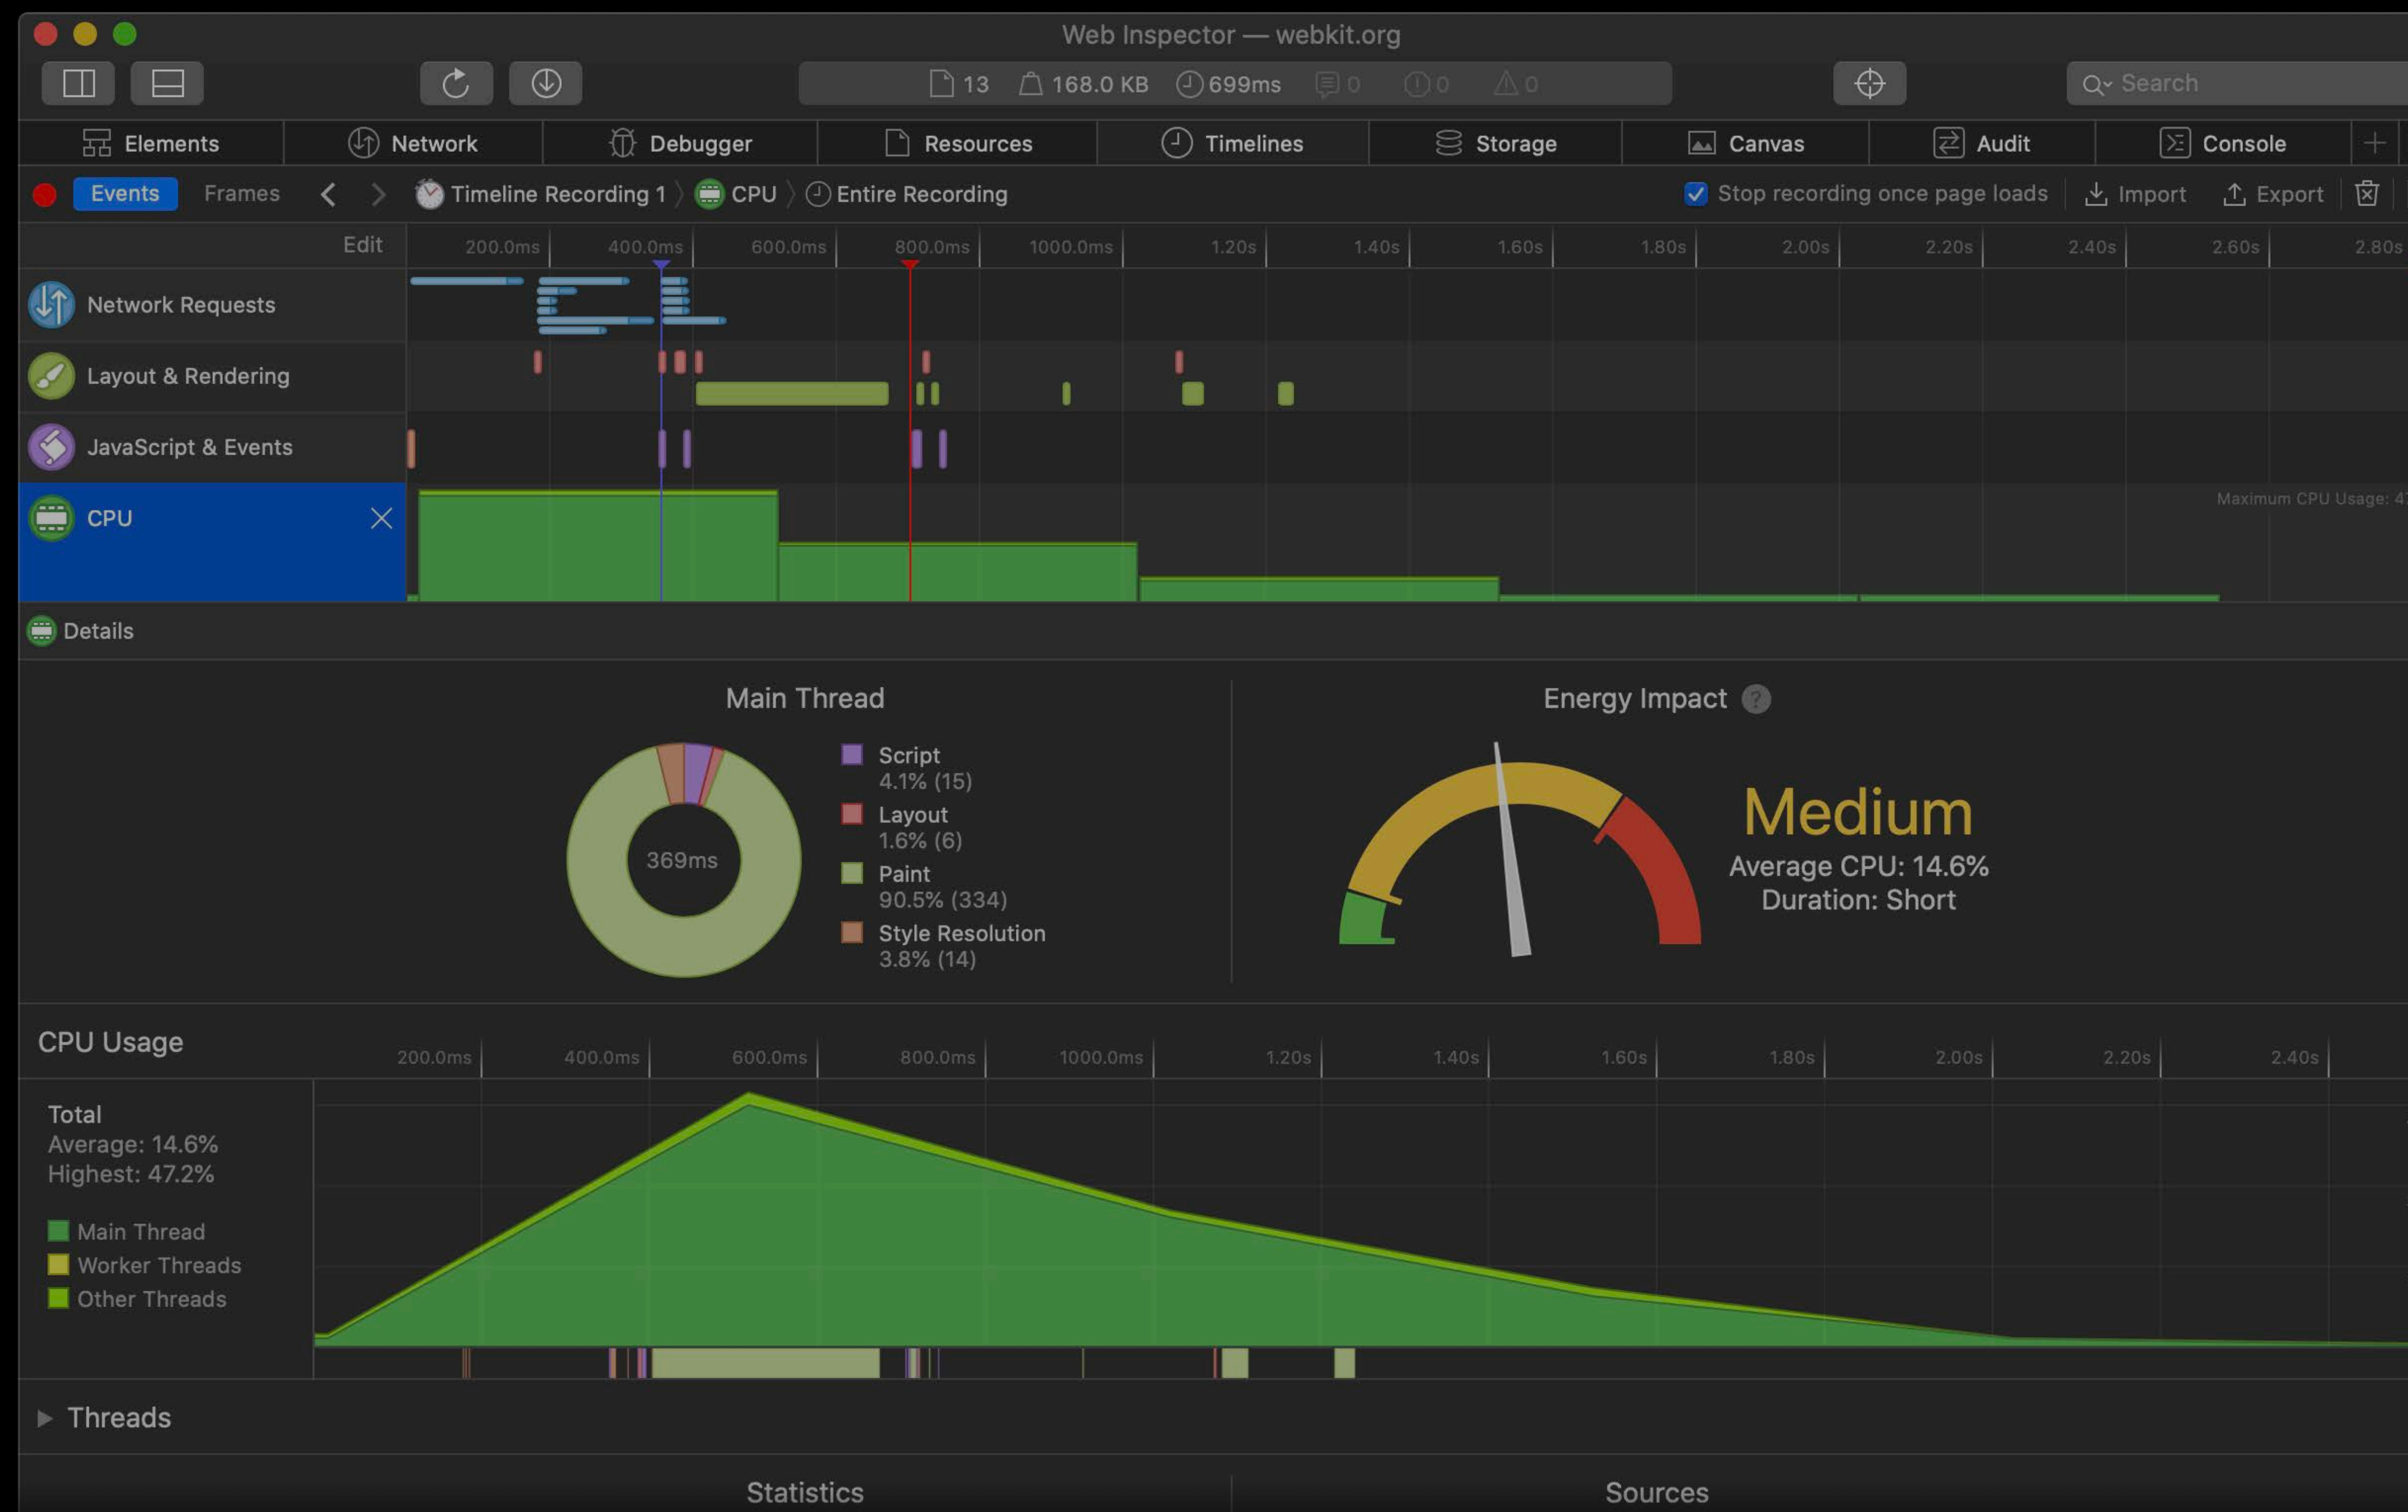 Web Inspector — webkit.org
13 168.0 KB 699ms 0 0 0
Search
Elements Network Debugger Resources Timelines Storage Canvas Audit Console
Events Frames Timeline Recording 1 CPU Entire Recording Stop recording once page loads Import Export
Edit 200.0ms 400.0ms 600.0ms 800.0ms 1000.0ms 1.20s 1.40s 1.60s 1.80s 2.00s 2.20s 2.40s 2.60s 2.80s
Network Requests
Layout & Rendering
JavaScript & Events
CPU
Maximum CPU Usage:
Details
Main Thread
369ms
Script
4.1% (15)
Layout
1.6% (6)
Paint
90.5% (334)
Style Resolution
3.8% (14)
Energy Impact ?
Medium
Average CPU: 14.6%
Duration: Short
CPU Usage
200.0ms 400.0ms 600.0ms 800.0ms 1000.0ms 1.20s 1.40s 1.60s 1.80s 2.00s 2.20s 2.40s
Total
Average: 14.6%
Highest: 47.2%
Main Thread
Worker Threads
Other Threads
Threads
Statistics
Sources